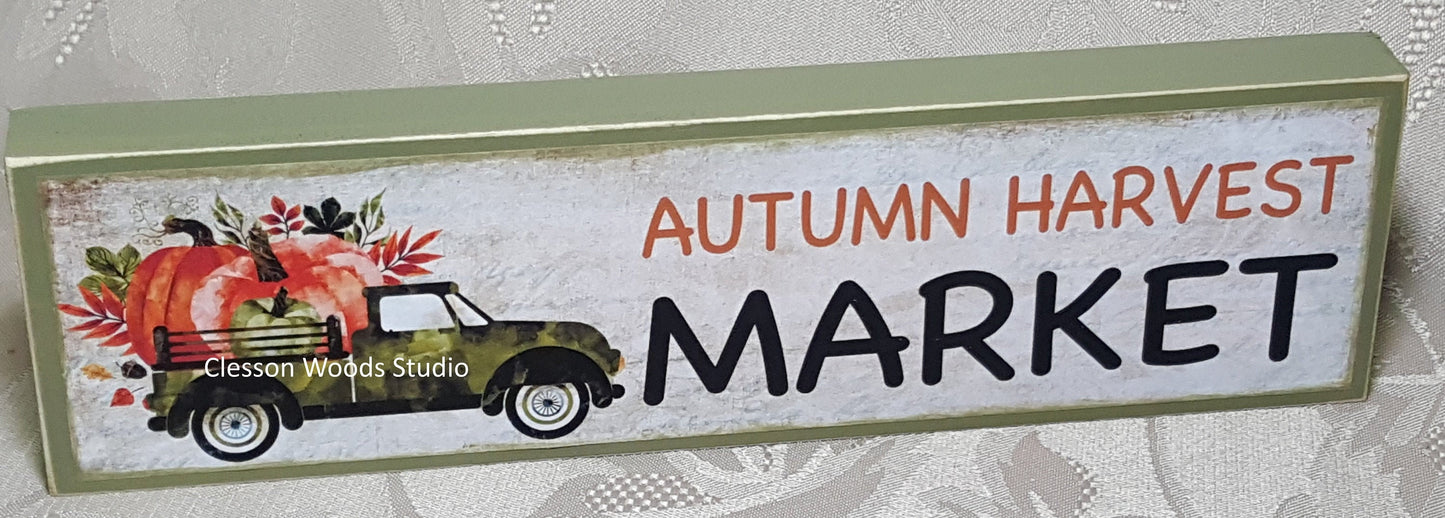 AUTUMN HARVEST
MARKET
Clesson Woods Studio